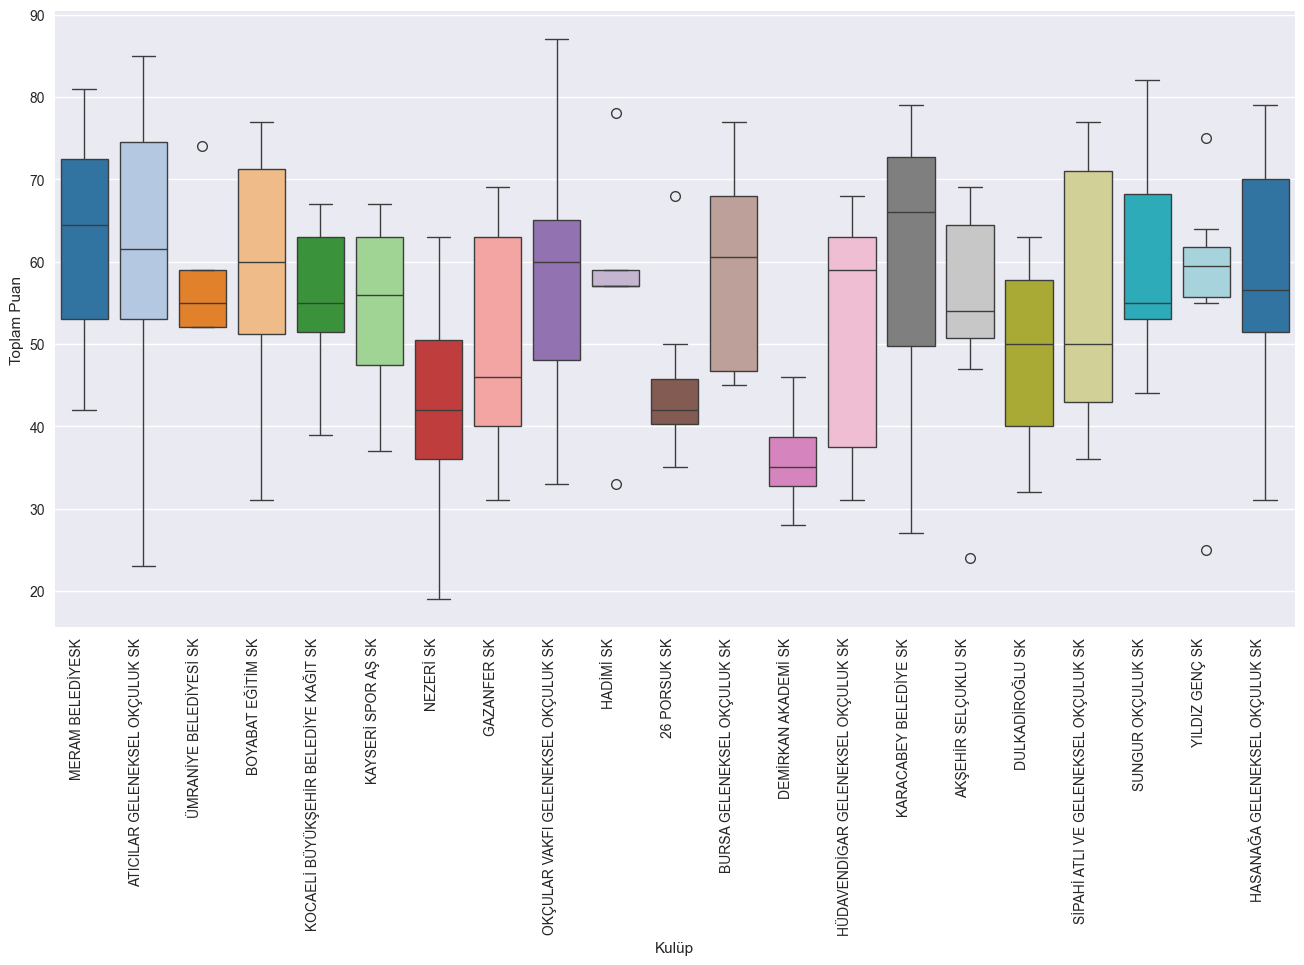 90
80
70
60
50
40
30
20
Toplam Puan
MERAM BELEDİYESK
ATICILAR GELENEKSEL OKÇULUK SK
ÜMRANİYE BELEDİYESİ SK
BOYABAT EĞİTİM SK
KOCAELİ BÜYÜKŞEHİR BELEDİYE KAĞIT SK
KAYSERİ SPOR AŞ SK
NEZERİ SK
GAZANFER SK
OKÇULAR VAKFI GELENEKSEL OKÇULUK SK
HADİMİ SK
26 PORSUK SK
BURSA GELENEKSEL OKÇULUK SK
DEMİRKAN AKADEMİ SK
HÜDAVENDİGAR GELENEKSEL OKÇULUK SK
KARACABEY BELEDİYE SK
AKŞEHİR SELÇUKLU SK
DULKADİROĞLU SK
SİPAHİ ATLI VE GELENEKSEL OKÇULUK SK
SUNGUR OKÇULUK SK
YILDIZ GENÇ SK
HASANAĞA GELENEKSEL OKÇULUK SK
Kulüp